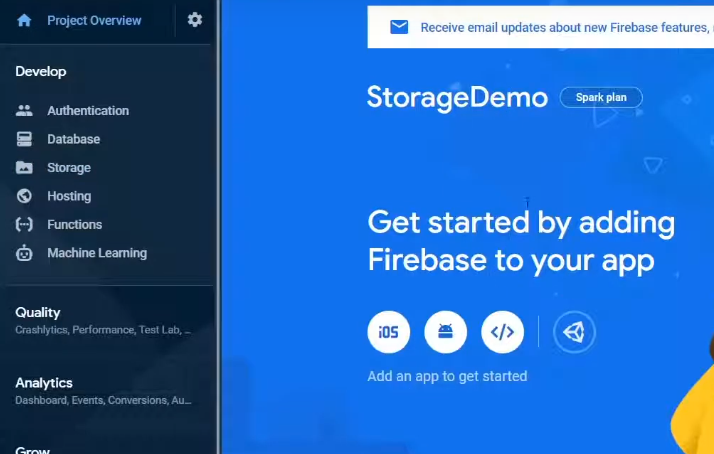 Project Overview
Develop
Authentication
Database
Storage
Hosting
Functions
Machine Learning
Quality
Crashlytics, Performance, Test Lab, ...
Analytics
Dashboard, Events, Conversions, Au...
Grow
Receive email updates about new Firebase features,
StorageDemo
Spark plan
Get started by adding
Firebase to your app
iOS
</>
Add an app to get started